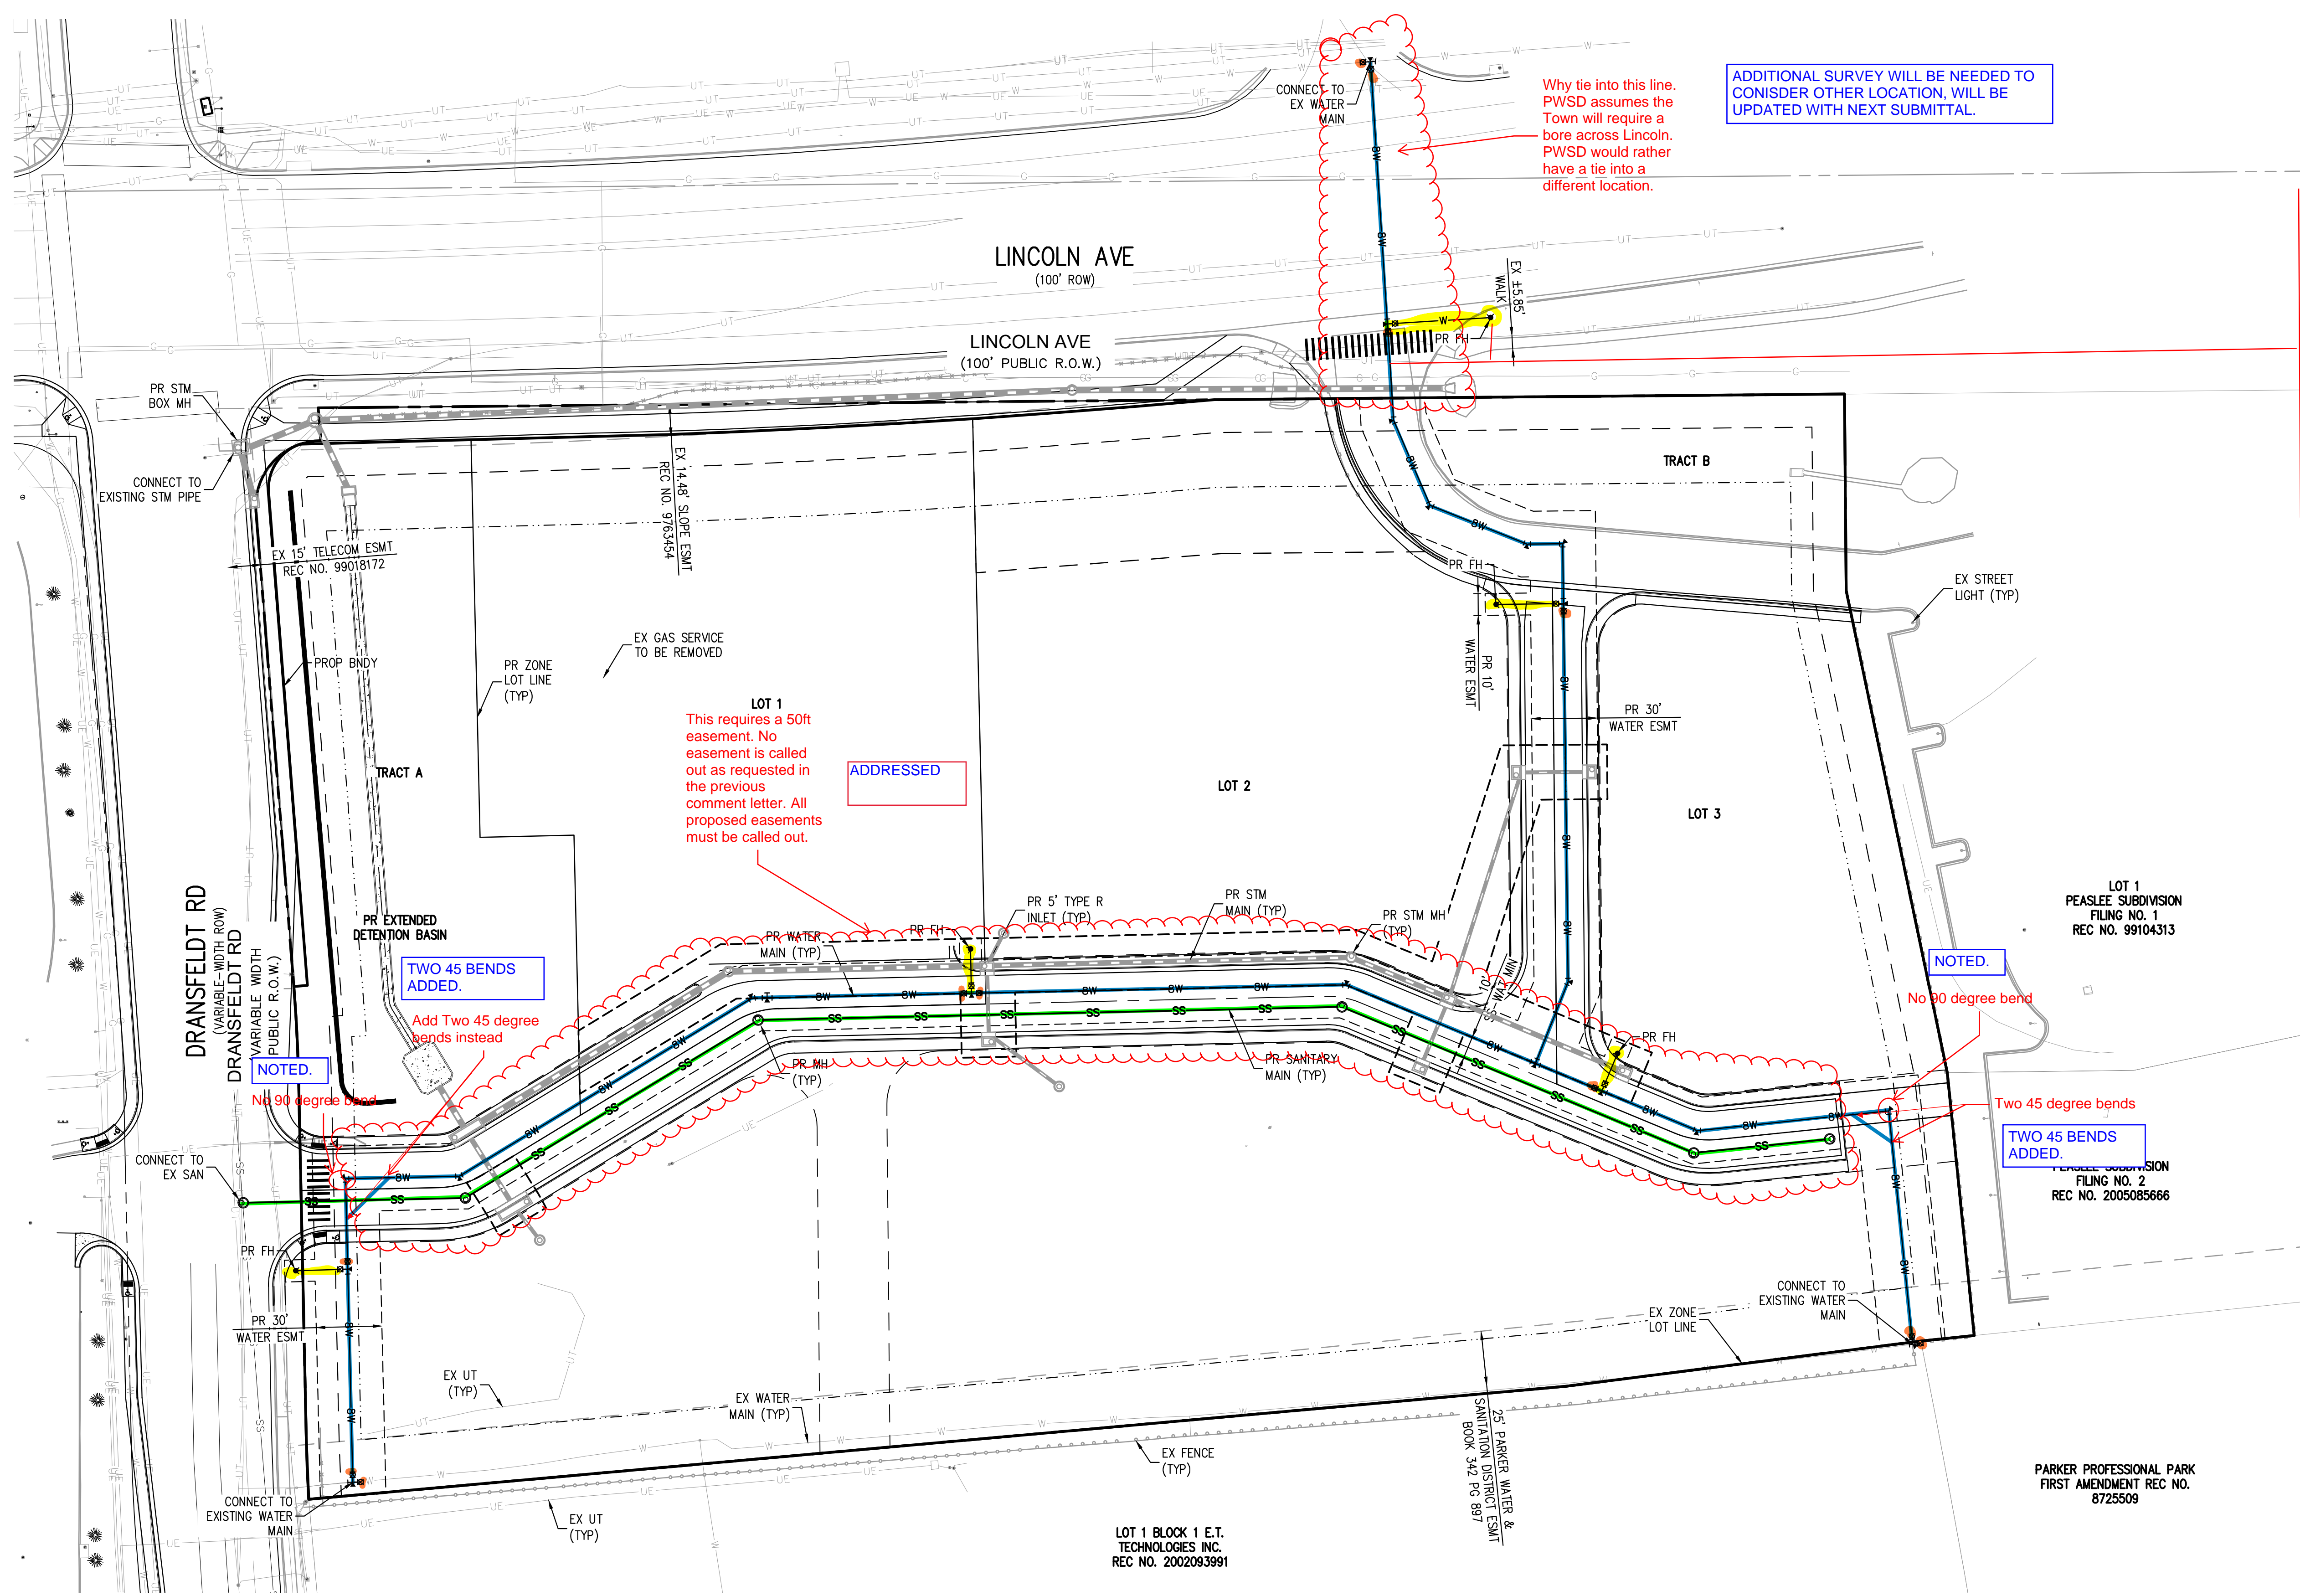 CONNECT TO
EX WATER
MAIN
Why tie into this line.
PWSD assumes the
Town will require a
bore across Lincoln.
PWSD would rather
have a tie into a
different location.
ADDITIONAL SURVEY WILL BE NEEDED TO
CONISDER OTHER LOCATION, WILL BE
UPDATED WITH NEXT SUBMITTAL.
LINCOLN AVE
(100' ROW)
EX ±5.85'
WALK
LINCOLN AVE
(100' PUBLIC R.O.W.)
PR FH
PR STM
BOX MH
CONNECT TO
EXISTING STM PIPE
EX 14.48' SLOPE ESMT
REC NO. 9763454
TRACT B
EX 15' TELECOM ESMT
REC NO. 99018172
PR FH
EX STREET
LIGHT (TYP)
PROP BNDY
PR ZONE
LOT LINE
(TYP)
EX GAS SERVICE
TO BE REMOVED
PR 10'
WATER ESMT
PR 30'
WATER ESMT
LOT 1
This requires a 50ft
easement. No
easement is called
out as requested in
the previous
comment letter. All
proposed easements
must be called out.
ADDRESSED
TRACT A
LOT 2
LOT 3
LOT 1
PEASLEE SUBDIVISION
FILING NO. 1
REC NO. 99104313
DRANSFELDT RD
(VARIABLE-WIDTH ROW)
DRANSFELDT RD
VARIABLE WIDTH
PUBLIC R.O.W.)
PR EXTENDED
DETENTION BASIN
PR WATER
MAIN (TYP)
PR FH
PR 5' TYPE R
INLET (TYP)
PR STM
MAIN (TYP)
PR STM MH
(TYP)
10'
W MIN
TWO 45 BENDS
ADDED.
Add Two 45 degree
bends instead
NOTED.
No 90 degree bend
NOTED.
No 90 degree bend
PR MH
(TYP)
PR SANITARY
MAIN (TYP)
PR FH
Two 45 degree bends
TWO 45 BENDS
ADDED.
PEASLEE SUBDIVISION
FILING NO. 2
REC NO. 2005085666
CONNECT TO
EX SAN
PR FH
PR 30'
WATER ESMT
CONNECT TO
EXISTING WATER
MAIN
EX ZONE
LOT LINE
EX UT
(TYP)
EX WATER
MAIN (TYP)
EX FENCE
(TYP)
25' PARKER WATER &
SANITATION DISTRICT ESMT
BOOK 342 PG 897
CONNECT TO
EXISTING WATER
MAIN
EX UT
(TYP)
LOT 1 BLOCK 1 E.T.
TECHNOLOGIES INC.
REC NO. 2002093991
PARKER PROFESSIONAL PARK
FIRST AMENDMENT REC NO.
8725509